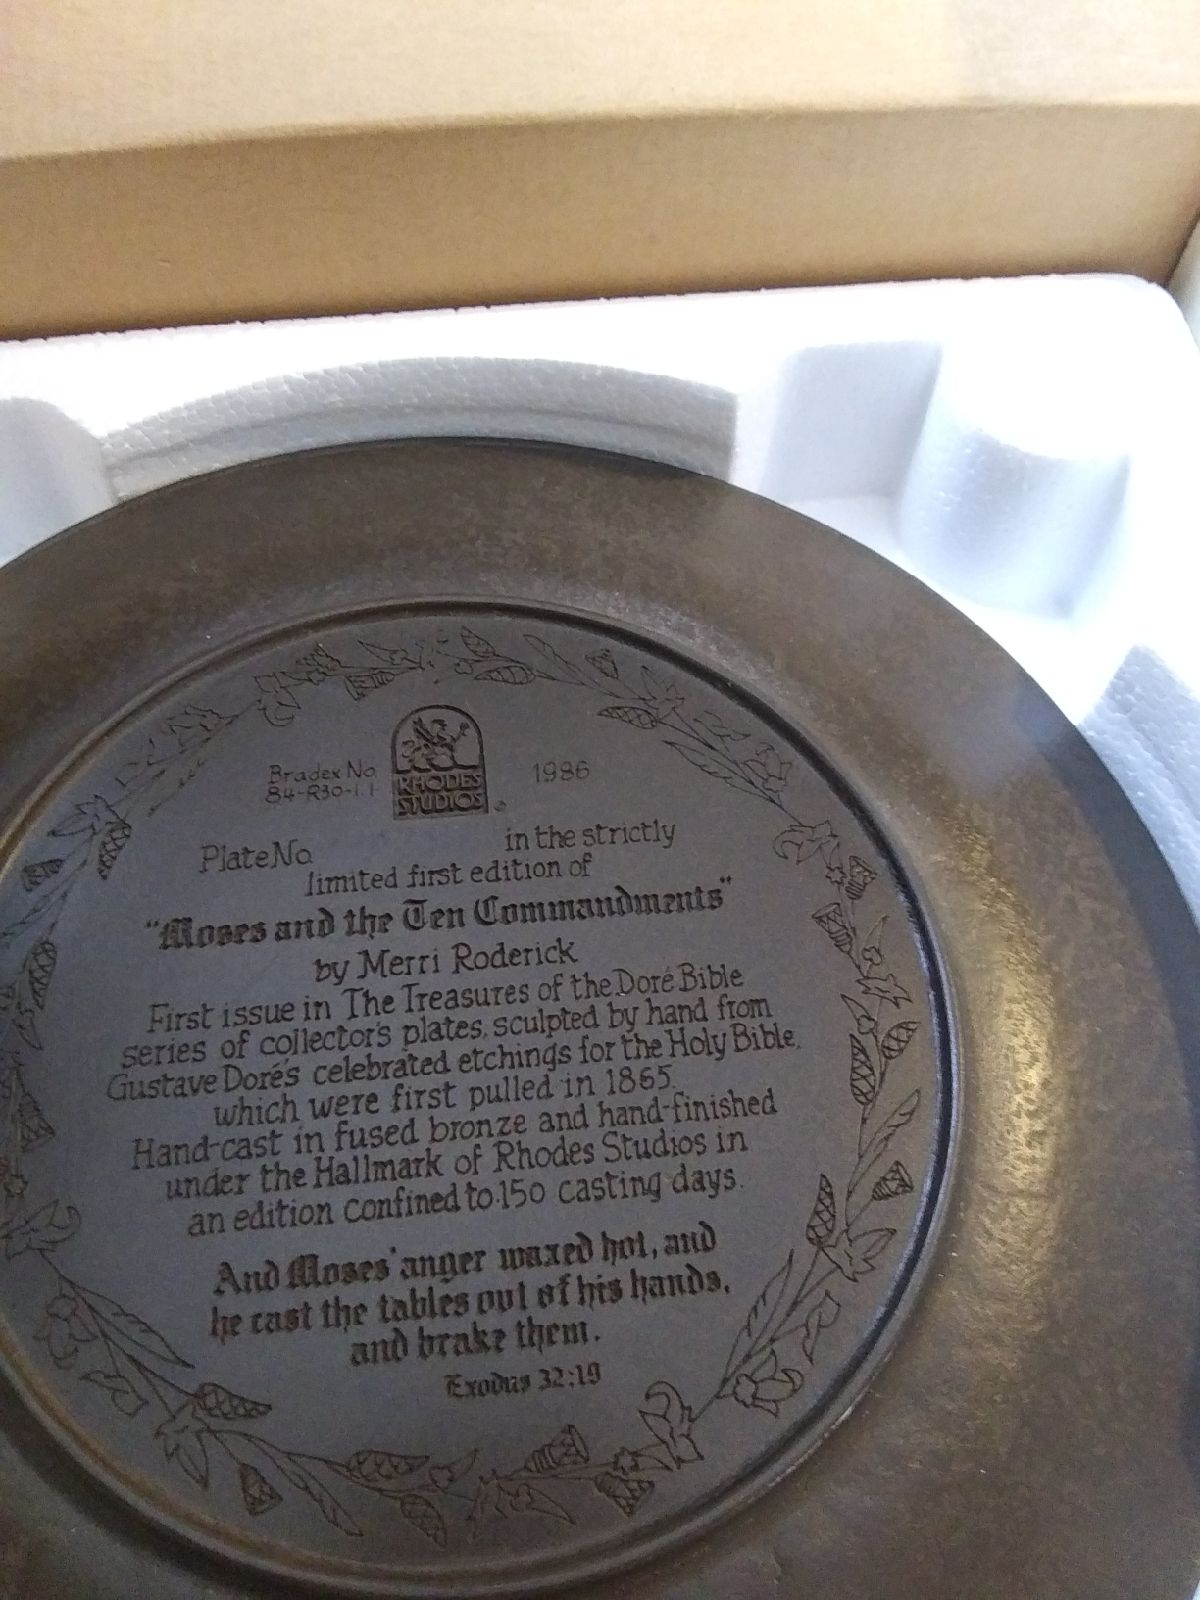 Bradex No.
84-R30-1.1
RHODES
STUDIOS
1986
Plate No. in the strictly
limited first edition of
"Moses and the Ten Commandments"
by Merri Roderick
First issue in The Treasures of the Doré Bible
series of collector's plates, sculpted by hand from
Gustave Doré's celebrated etchings for the Holy Bible,
which were first pulled in 1865.
Hand-cast in fused bronze and hand-finished
under the Hallmark of Rhodes Studios in
an edition confined to 150 casting days.
And Moses' anger waxed hot, and
he cast the tables out of his hands,
and brake them.
Exodus 32:19